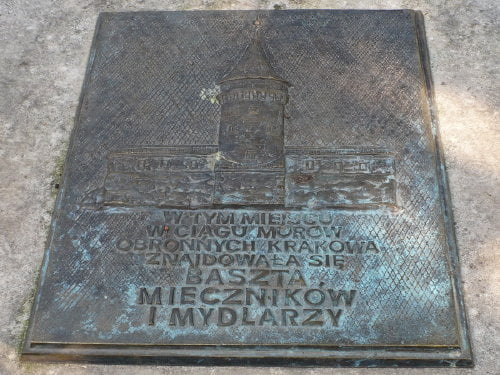 W TYM MIEJSCU
W CIĄGU MURÓW
OBRONNYCH KRAKOWA
ZNAJDOWAŁA SIĘ
BASZTA
MIECZNIKÓW
I MYDLARZY